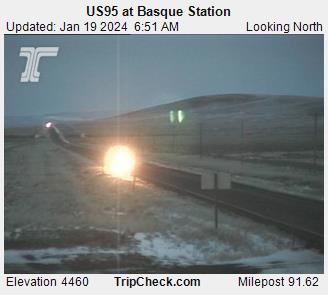 US95 at Basque Station
Updated: Jan 19 2024 6:51 AM Looking North
Elevation 4460 TripCheck.com Milepost 91.62